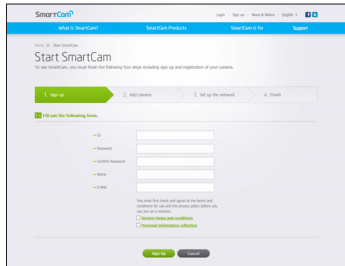 SmartCam
Login Sign up News & Notice English
What is SmartCam? SmartCam Products SmartCam is for Support
Home Start SmartCam
Start SmartCam
To use SmartCam, you must finish the following four steps including sign up and registration of your camera.
1. Sign up 2. Add camera 3. Set up the network 4. Finish
Fill out the following form.
ID
Password
Confirm Password
Name
E-Mail
You must first check and agree to the terms and
conditions for use and the privacy policy before you
can join as a member.
Service terms and conditions
Personal information collection
Sign Up Cancel